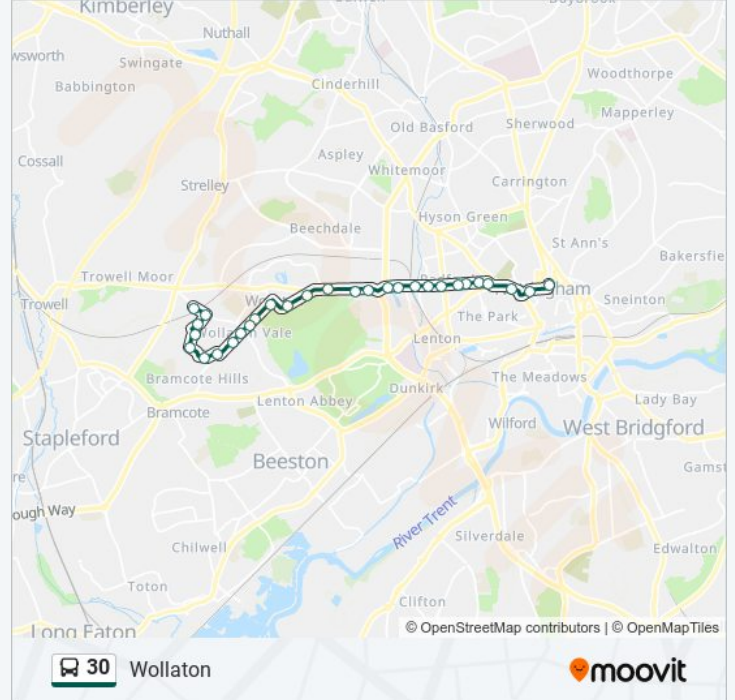 Kimberley
Nuthall
Swingate
Woodthorpe
Babbington
Cinderhill
Mapperley
Old Basford
Sherwood
Cossall
Aspley
Whitemoor
Strelley
Carrington
Hyson Green
Beechdale
St Ann's
Bakersfie
Trowell Moor
Trowell
ham
Sneinton
The Park
Vale
Lenton
Bramcote Hills
The Meadows
Dunkirk
Lenton Abbey
Lady Bay
Bramcote
Wilford
West Bridgford
Stapleford
Beeston
Gamst
re
ough Way
River Trent
Silverdale
Chilwell
Edwalton
Toton
Clifton
Long Eaton
© OpenStreetMap contributors | © OpenMapTiles
30 Wollaton
moovit